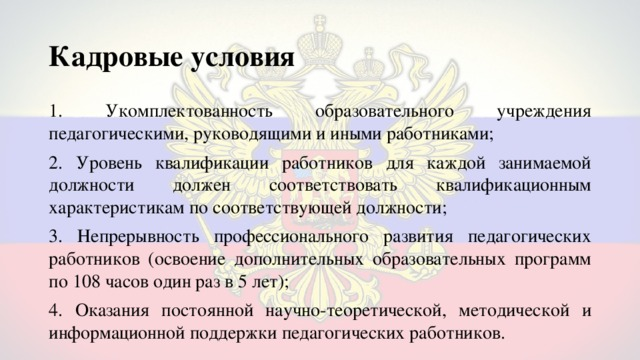 Кадровые условия
1. Укомплектованность образовательного учреждения
педагогическими, руководящими и иными работниками;
2. Уровень квалификации работников для каждой занимаемой
должности должен соответствовать квалификационным
характеристикам по соответствующей должности;
3. Непрерывность профессионального развития педагогических
работников (освоение дополнительных образовательных программ
по 108 часов один раз в 5 лет);
4. Оказания постоянной научно-теоретической, методической и
информационной поддержки педагогических работников.